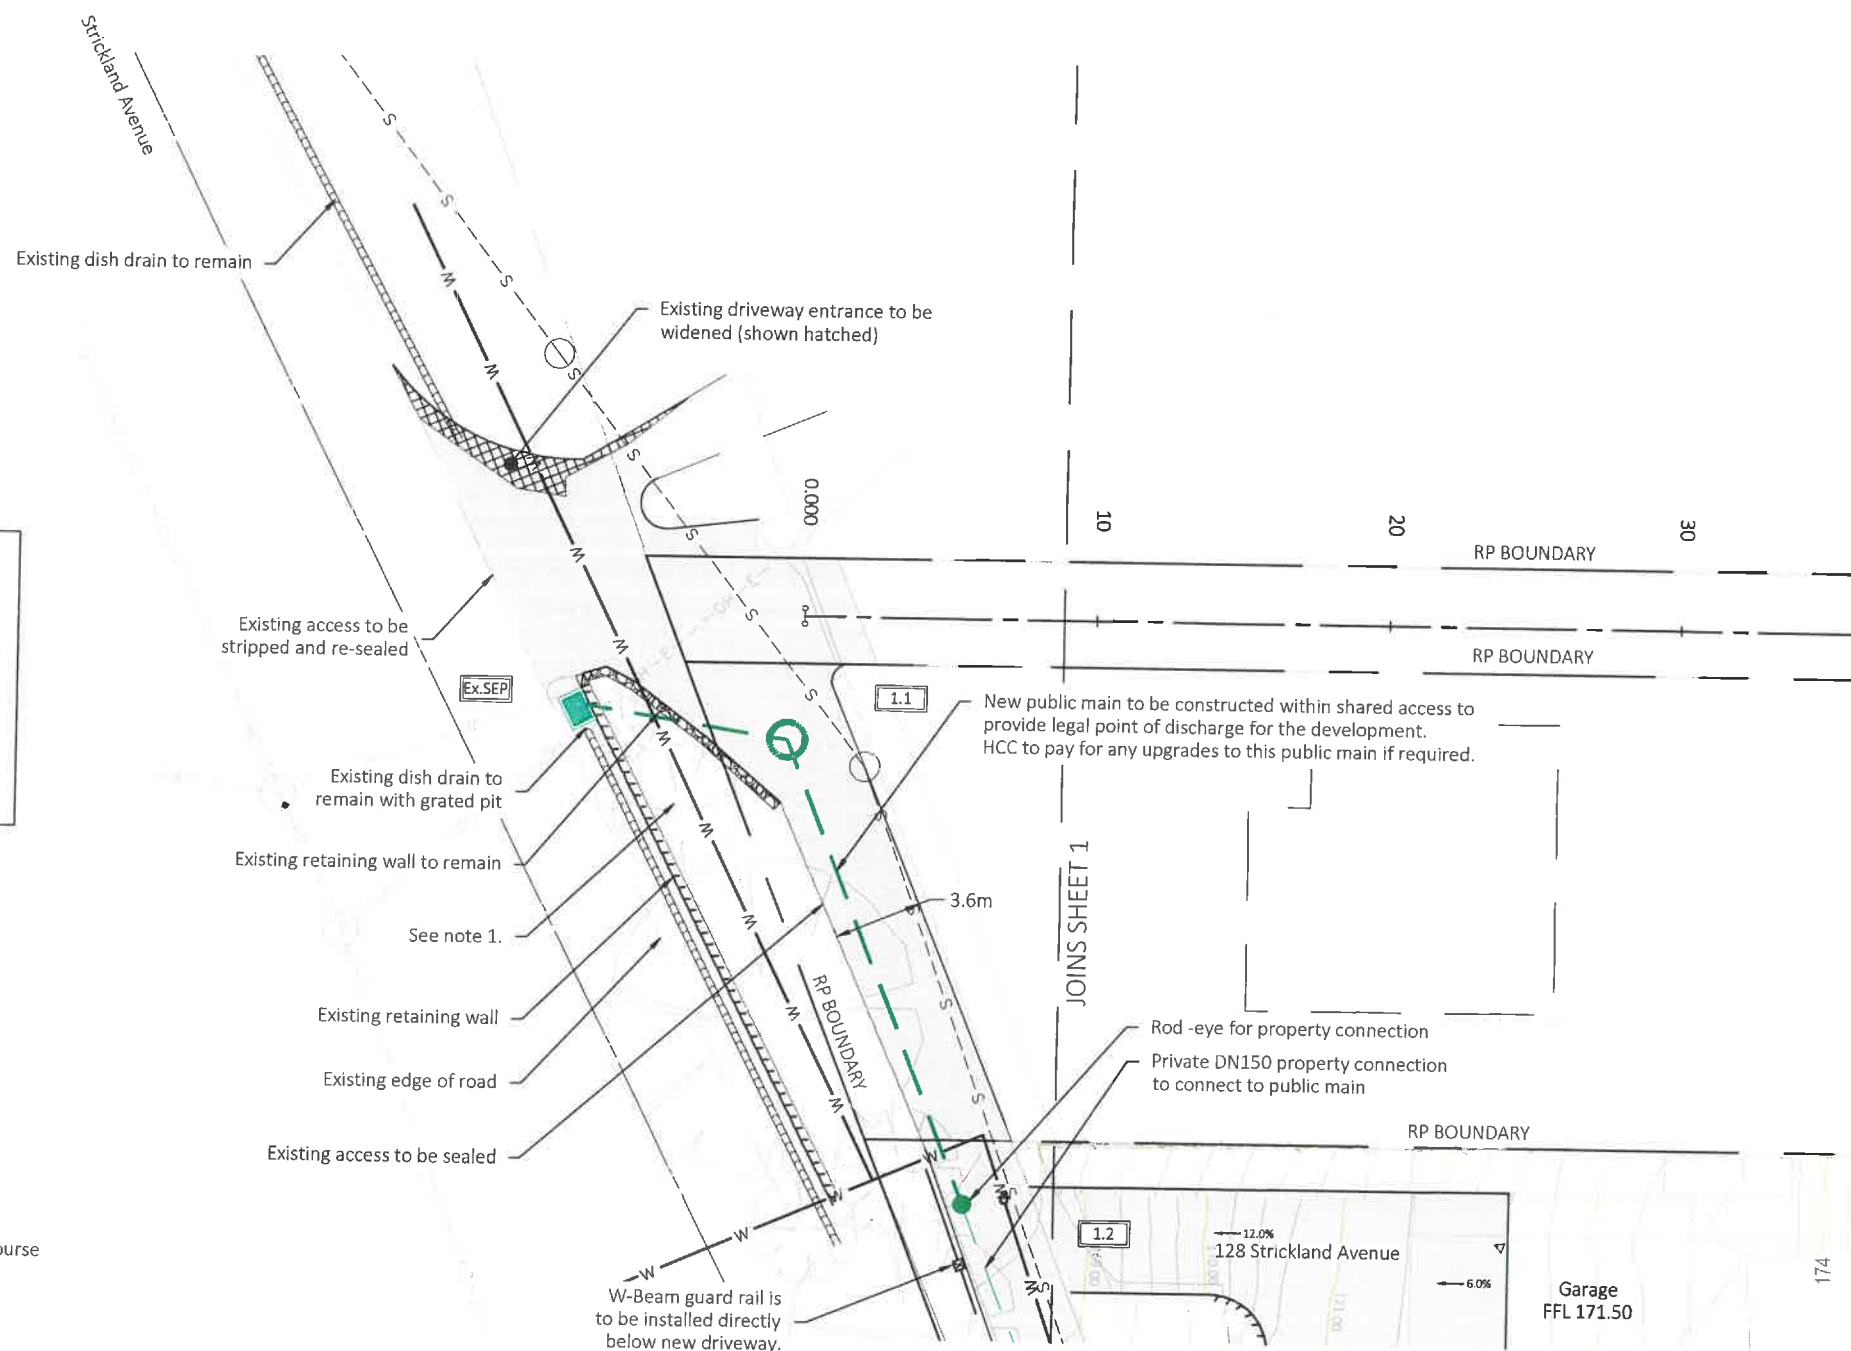 Strickland Avenue
Existing dish drain to remain
Existing driveway entrance to be
widened (shown hatched)
0.000
10
20
30
RP BOUNDARY
RP BOUNDARY
Existing access to be
stripped and re-sealed
Ex.SEP
1.1
New public main to be constructed within shared access to
provide legal point of discharge for the development.
HCC to pay for any upgrades to this public main if required.
Existing dish drain to
remain with grated pit
Existing retaining wall to remain
See note 1.
3.6m
JOINS SHEET 1
RP BOUNDARY
Existing retaining wall
Rod -eye for property connection
Private DN150 property connection
to connect to public main
Existing edge of road
Existing access to be sealed
RP BOUNDARY
1.2
12.0%
128 Strickland Avenue
6.0%
Garage
FFL 171.50
174
171.00
W-Beam guard rail is
to be installed directly
below new driveway.
S
S
S
S
S
S
S
S
S
S
S
S
W
W
W
W
W
W
W
W
W
W
W
W
W